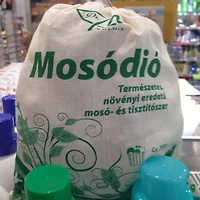 Mosódió
Természetes,
növényi eredetű
mosó- és tisztítószer